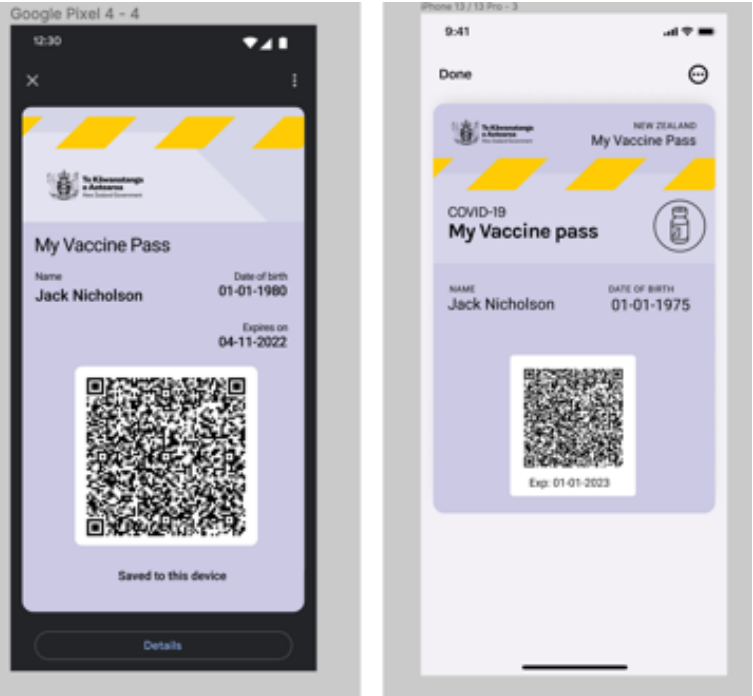 Google Pixel 4 - 4
12:30
Te Kāwanatanga
o Aotearoa
New Zealand Government
My Vaccine Pass
Name
Date of birth
Jack Nicholson
01-01-1980
Expires on
04-11-2022
Saved to this device
Details
iPhone 13 / 13 Pro - 3
9:41
Done
Te Kāwanatanga
o Aotearoa
New Zealand Government
NEW ZEALAND
My Vaccine Pass
COVID-19
My Vaccine pass
NAME
DATE OF BIRTH
Jack Nicholson
01-01-1975
Exp: 01-01-2023